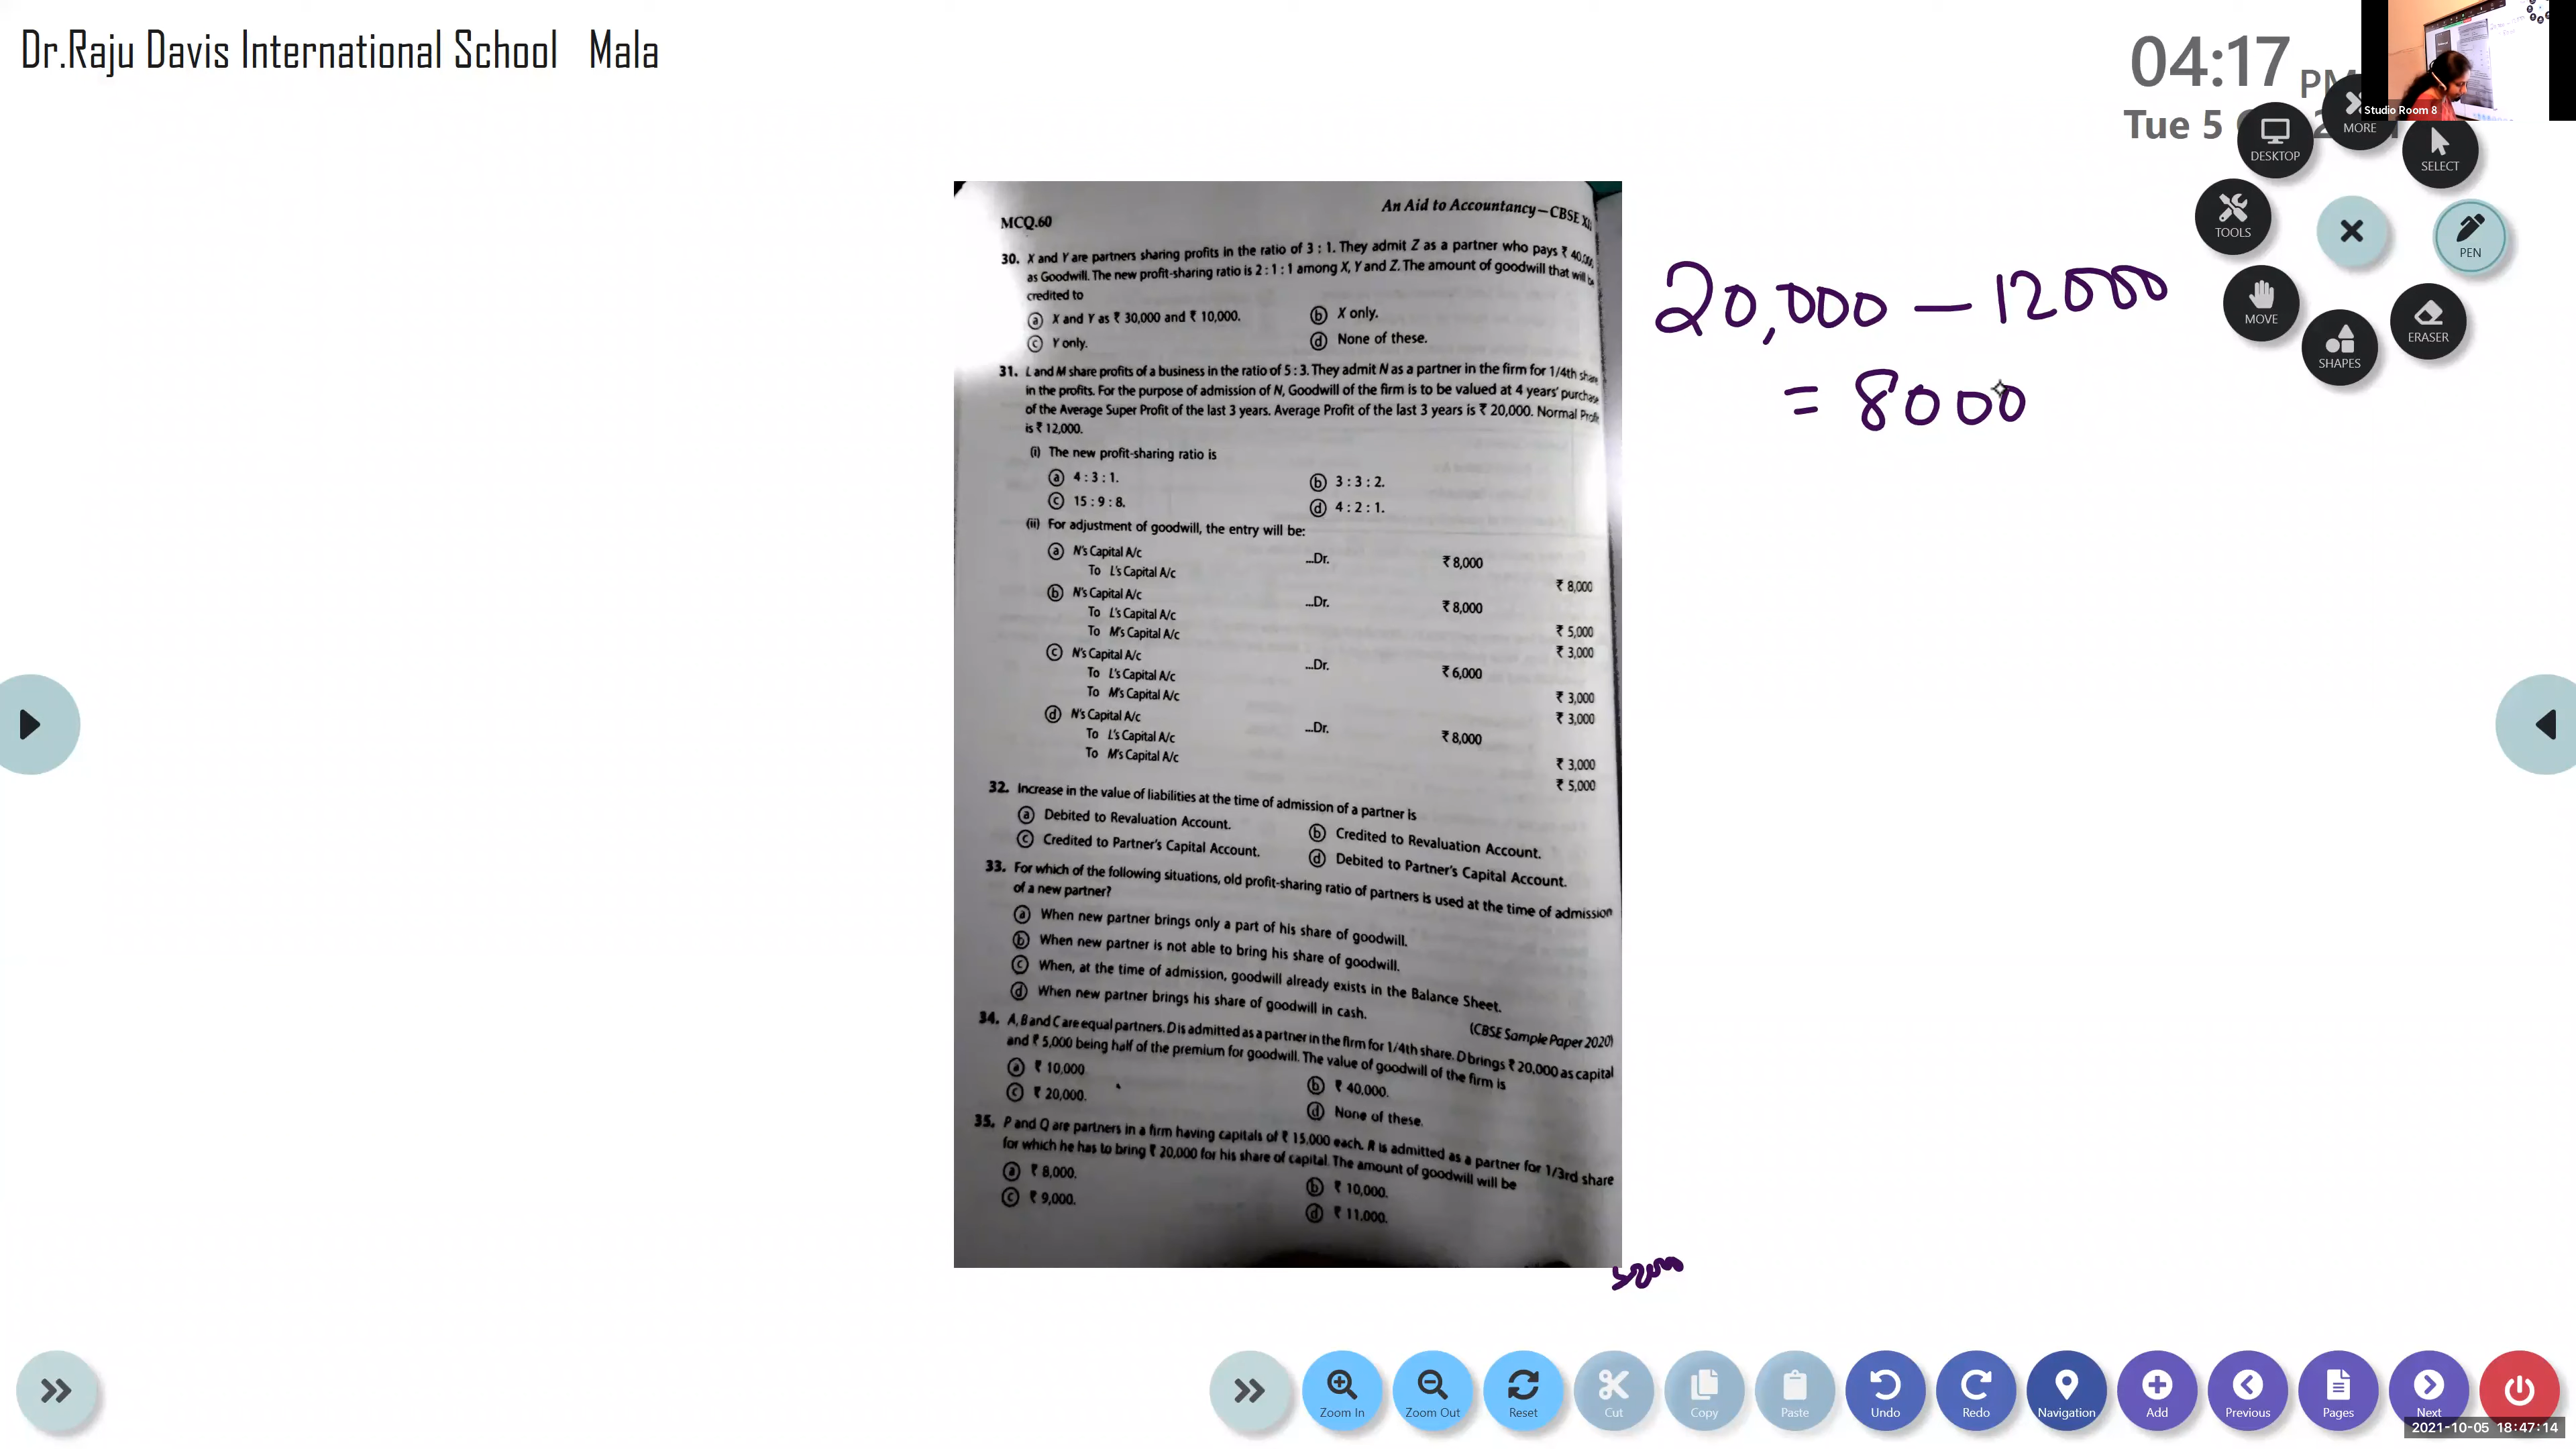 Dr.Raju Davis International School Mala
04:17 PM
Tue 5
Studio Room 8
MORE
DESKTOP
SELECT
TOOLS
PEN
MOVE
ERASER
SHAPES
20,000 – 12000
= 8000
An Aid to Accountancy—CBSE XII
MCQ.60
30. X and Y are partners sharing profits in the ratio of 3 : 1. They admit Z as a partner who pays ₹ 40,000
as Goodwill. The new profit-sharing ratio is 2 : 1 : 1 among X, Y and Z. The amount of goodwill that will be
credited to
ⓐ X and Y as ₹ 30,000 and ₹ 10,000. ⓑ X only.
ⓒ Y only. ⓓ None of these.
31. L and M share profits of a business in the ratio of 5 : 3. They admit N as a partner in the firm for 1/4th share
in the profits. For the purpose of admission of N, Goodwill of the firm is to be valued at 4 years' purchase
of the Average Super Profit of the last 3 years. Average Profit of the last 3 years is ₹ 20,000. Normal Profit
is ₹ 12,000.
(i) The new profit-sharing ratio is
ⓐ 4 : 3 : 1. ⓑ 3 : 3 : 2.
ⓒ 15 : 9 : 8. ⓓ 4 : 2 : 1.
(ii) For adjustment of goodwill, the entry will be:
ⓐ N's Capital A/c ...Dr. ₹ 8,000
To L's Capital A/c ₹ 8,000
ⓑ N's Capital A/c ...Dr. ₹ 8,000
To L's Capital A/c ₹ 5,000
To M's Capital A/c ₹ 3,000
ⓒ N's Capital A/c ...Dr. ₹ 6,000
To L's Capital A/c ₹ 3,000
To M's Capital A/c ₹ 3,000
ⓓ N's Capital A/c ...Dr. ₹ 8,000
To L's Capital A/c ₹ 3,000
To M's Capital A/c ₹ 5,000
32. Increase in the value of liabilities at the time of admission of a partner is
ⓐ Debited to Revaluation Account. ⓑ Credited to Revaluation Account.
ⓒ Credited to Partner's Capital Account. ⓓ Debited to Partner's Capital Account.
33. For which of the following situations, old profit-sharing ratio of partners is used at the time of admission
of a new partner?
ⓐ When new partner brings only a part of his share of goodwill.
ⓑ When new partner is not able to bring his share of goodwill.
ⓒ When, at the time of admission, goodwill already exists in the Balance Sheet.
ⓓ When new partner brings his share of goodwill in cash.
(CBSE Sample Paper 2020)
34. A, B and C are equal partners. D is admitted as a partner in the firm for 1/4th share. D brings ₹ 20,000 as capital
and ₹ 5,000 being half of the premium for goodwill. The value of goodwill of the firm is
ⓐ ₹ 10,000 ⓑ ₹ 40,000.
ⓒ ₹ 20,000. ⓓ None of these.
35. P and Q are partners in a firm having capitals of ₹ 15,000 each. R is admitted as a partner for 1/3rd share
for which he has to bring ₹ 20,000 for his share of capital. The amount of goodwill will be
ⓐ ₹ 8,000. ⓑ ₹ 10,000.
ⓒ ₹ 9,000. ⓓ ₹ 11,000.
Zoom In
Zoom Out
Reset
Cut
Copy
Paste
Undo
Redo
Navigation
Add
Previous
Pages
Next
2021-10-05 18:47:14